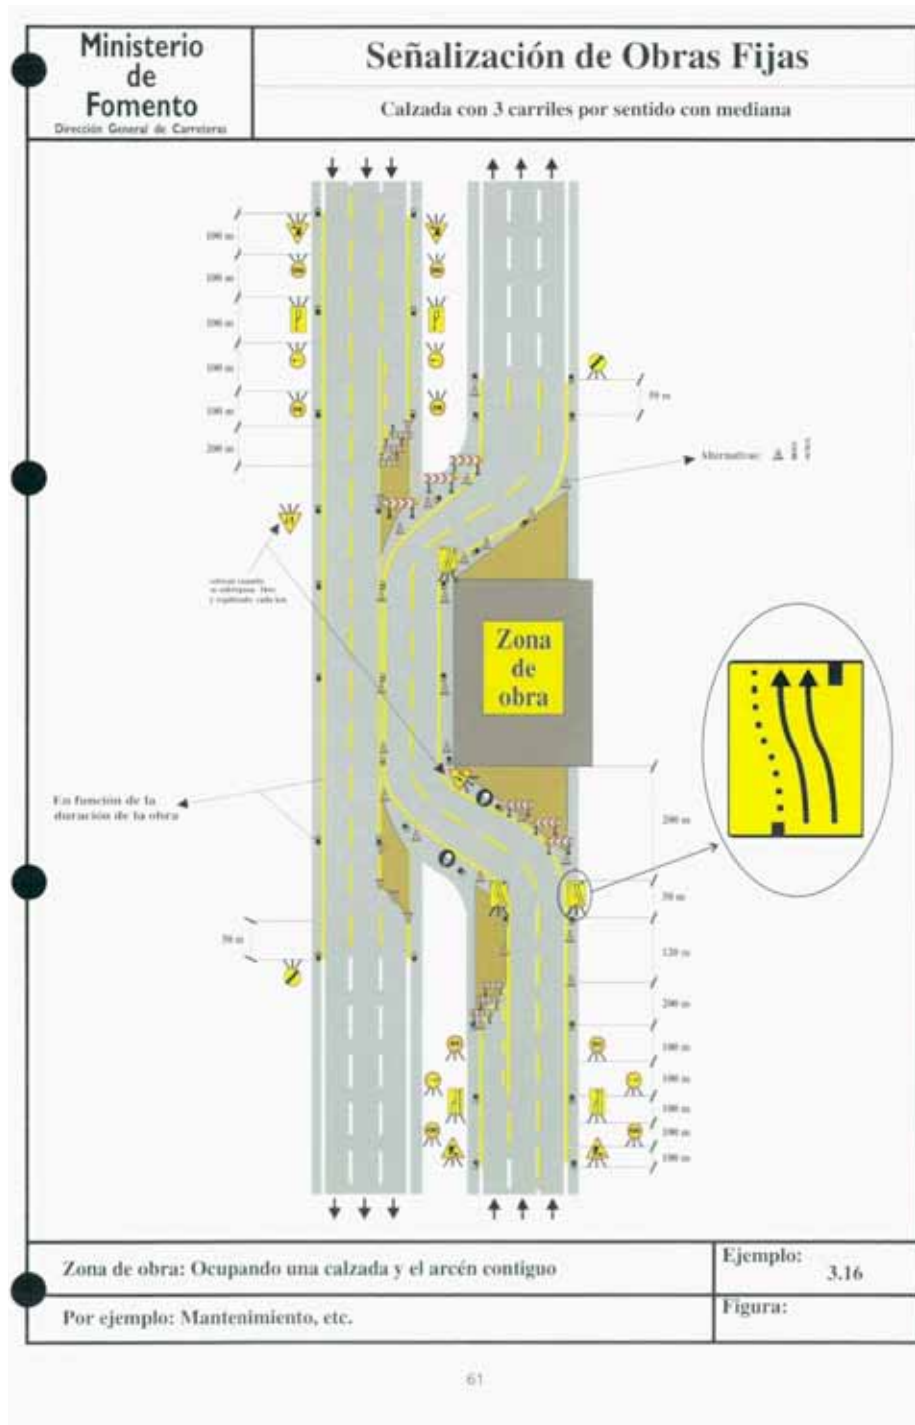 Ministerio
de
Fomento
Dirección General de Carreteras
Señalización de Obras Fijas
Calzada con 3 carriles por sentido con mediana
100 m
100 m
100 m
100 m
100 m
200 m
50 m
Alternativas:
Zona
de
obra
En función de la
duración de la obra
200 m
50 m
50 m
120 m
200 m
100 m
100 m
100 m
100 m
100 m
Zona de obra: Ocupando una calzada y el arcén contiguo
Ejemplo:
3.16
Por ejemplo: Mantenimiento, etc.
Figura:
61